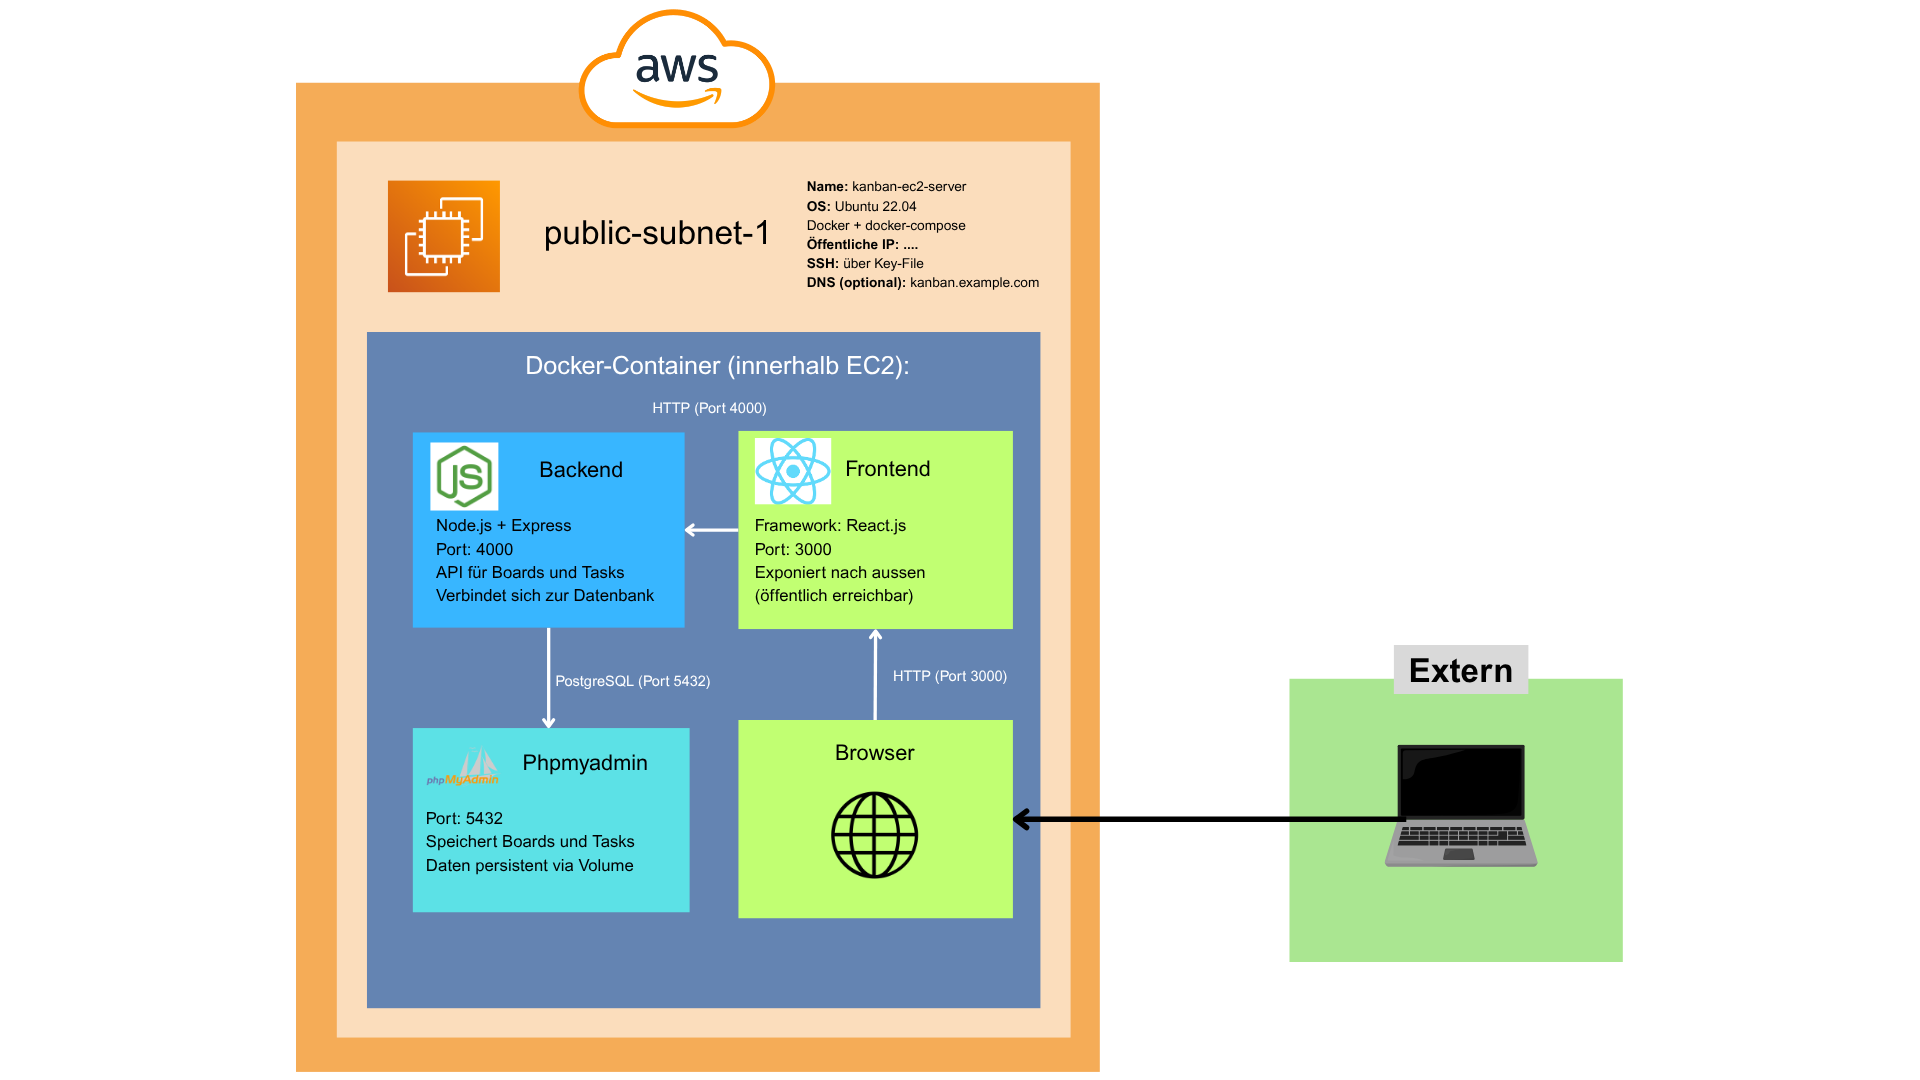 aws
public-subnet-1
Name: kanban-ec2-server
OS: Ubuntu 22.04
Docker + docker-compose
Öffentliche IP: ....
SSH: über Key-File
DNS (optional): kanban.example.com
Docker-Container (innerhalb EC2):
HTTP (Port 4000)
JS
Backend
Node.js + Express
Port: 4000
API für Boards und Tasks
Verbindet sich zur Datenbank
Frontend
Framework: React.js
Port: 3000
Exponiert nach aussen
(öffentlich erreichbar)
PostgreSQL (Port 5432)
HTTP (Port 3000)
phpMyAdmin
Phpmyadmin
Port: 5432
Speichert Boards und Tasks
Daten persistent via Volume
Browser
Extern